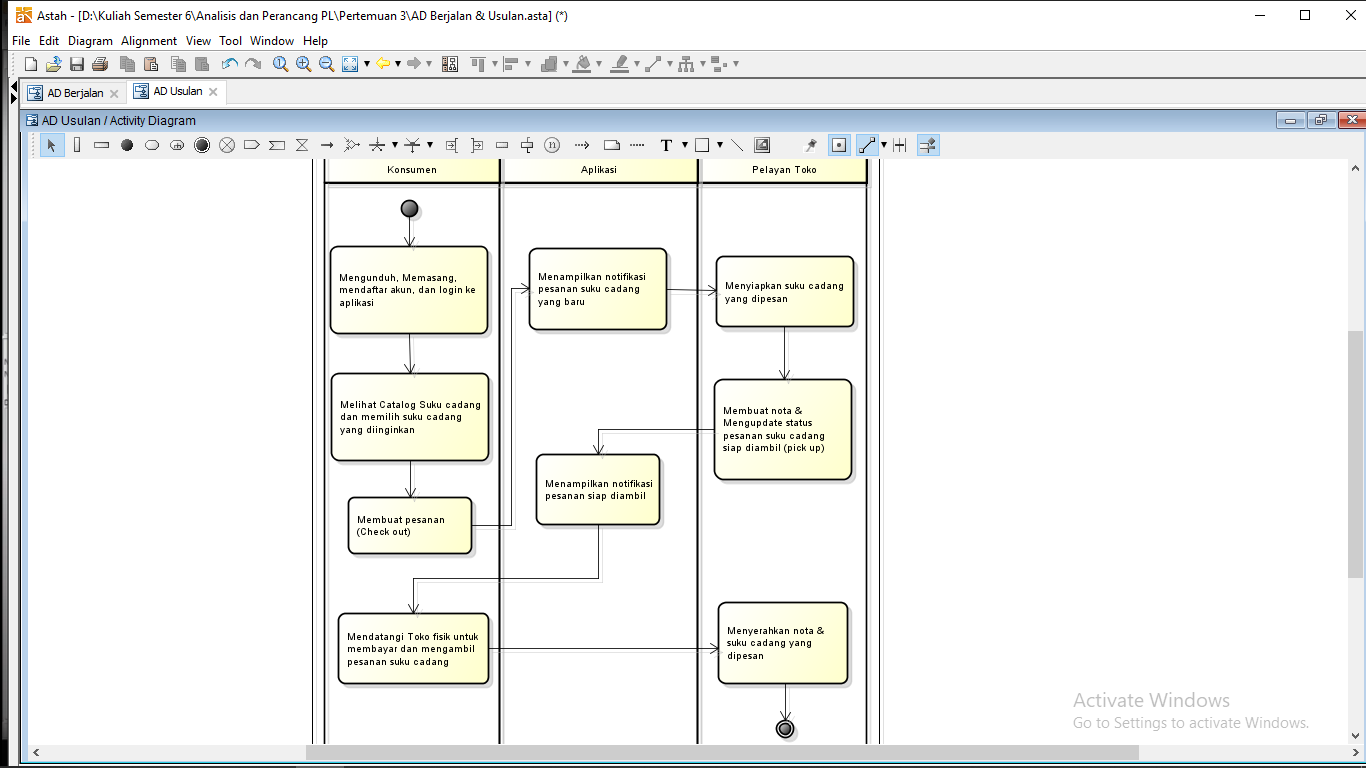 Astah - [D:\Kuliah Semester 6\Analisis dan Perancang PL\Pertemuan 3\AD Berjalan & Usulan.asta] (*)
File Edit Diagram Alignment View Tool Window Help
AD Berjalan
AD Usulan
AD Usulan / Activity Diagram
Konsumen
Aplikasi
Pelayan Toko
Mengunduh, Memasang,
mendaftar akun, dan login ke
aplikasi
Menampilkan notifikasi
pesanan suku cadang
yang baru
Menyiapkan suku cadang
yang dipesan
Melihat Catalog Suku cadang
dan memilih suku cadang
yang diinginkan
Membuat nota &
Mengupdate status
pesanan suku cadang
siap diambil (pick up)
Menampilkan notifikasi
pesanan siap diambil
Membuat pesanan
(Check out)
Mendatangi Toko fisik untuk
membayar dan mengambil
pesanan suku cadang
Menyerahkan nota &
suku cadang yang
dipesan
Activate Windows
Go to Settings to activate Windows.